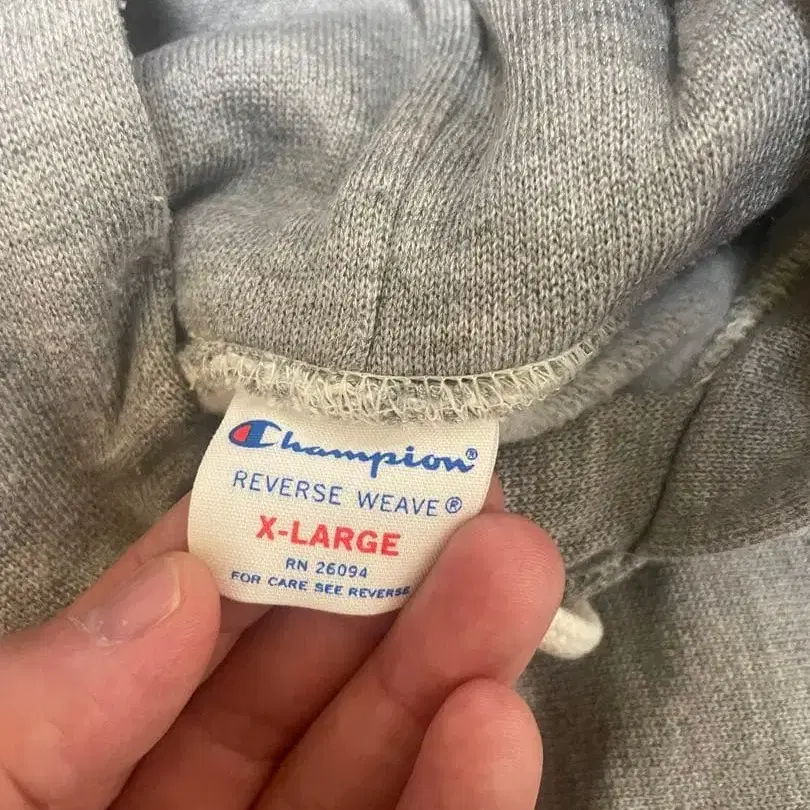 Champion®
REVERSE WEAVE®
X-LARGE
RN 26094
FOR CARE SEE REVERSE